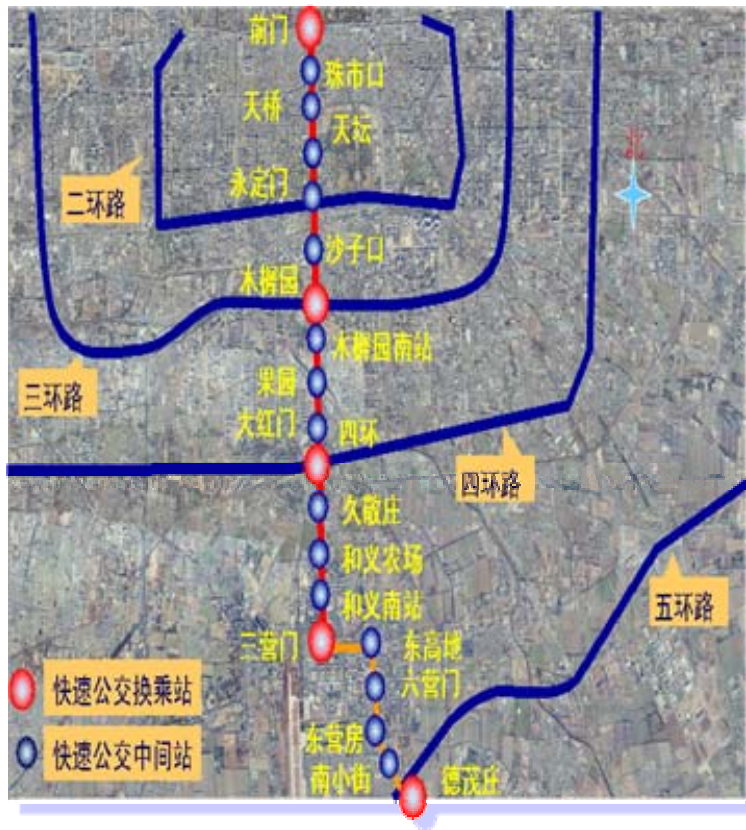 前门
珠市口
天桥
天坛
北
永定门
二环路
沙子口
木樨园
木樨园南站
果园
三环路
大红门
四环
四环路
久敬庄
和义农场
和义南站
五环路
三营门
东高地
六营门
快速公交换乘站
东营房
快速公交中间站
南小街
德茂庄